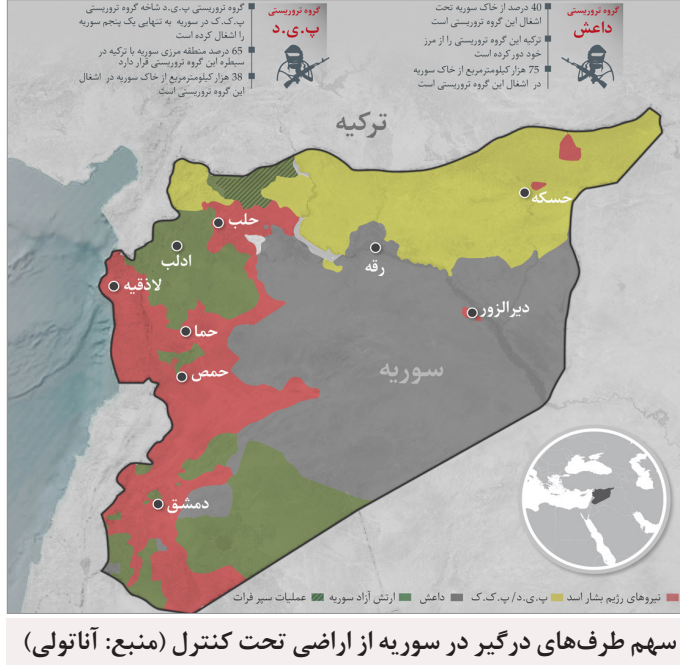 گروه تروریستی
داعش
40 درصد از خاک سوریه تحت
اشغال این گروه تروریستی است
ترکیه این گروه تروریستی را از مرز
خود دور کرده است
75 هزار کیلومترمربع از خاک سوریه
در اشغال این گروه تروریستی است
گروه تروریستی
پ.ی.د
گروه تروریستی پ.ی.د شاخه گروه تروریستی
پ.ک.ک در سوریه به تنهایی یک پنجم سوریه
را اشغال کرده است
65 درصد منطقه مرزی سوریه با ترکیه در
سیطره این گروه تروریستی قرار دارد
38 هزار کیلومترمربع از خاک سوریه در اشغال
این گروه تروریستی است
ترکیه
حسکه
حلب
ادلب
رقه
لاذقیه
دیرالزور
حما
سوریه
حمص
دمشق
نیروهای رژیم بشار اسد پ.ی.د/پ.ک.ک داعش ارتش آزاد سوریه عملیات سپر فرات
سهم طرف‌های درگیر در سوریه از اراضی تحت کنترل (منبع: آناتولی)